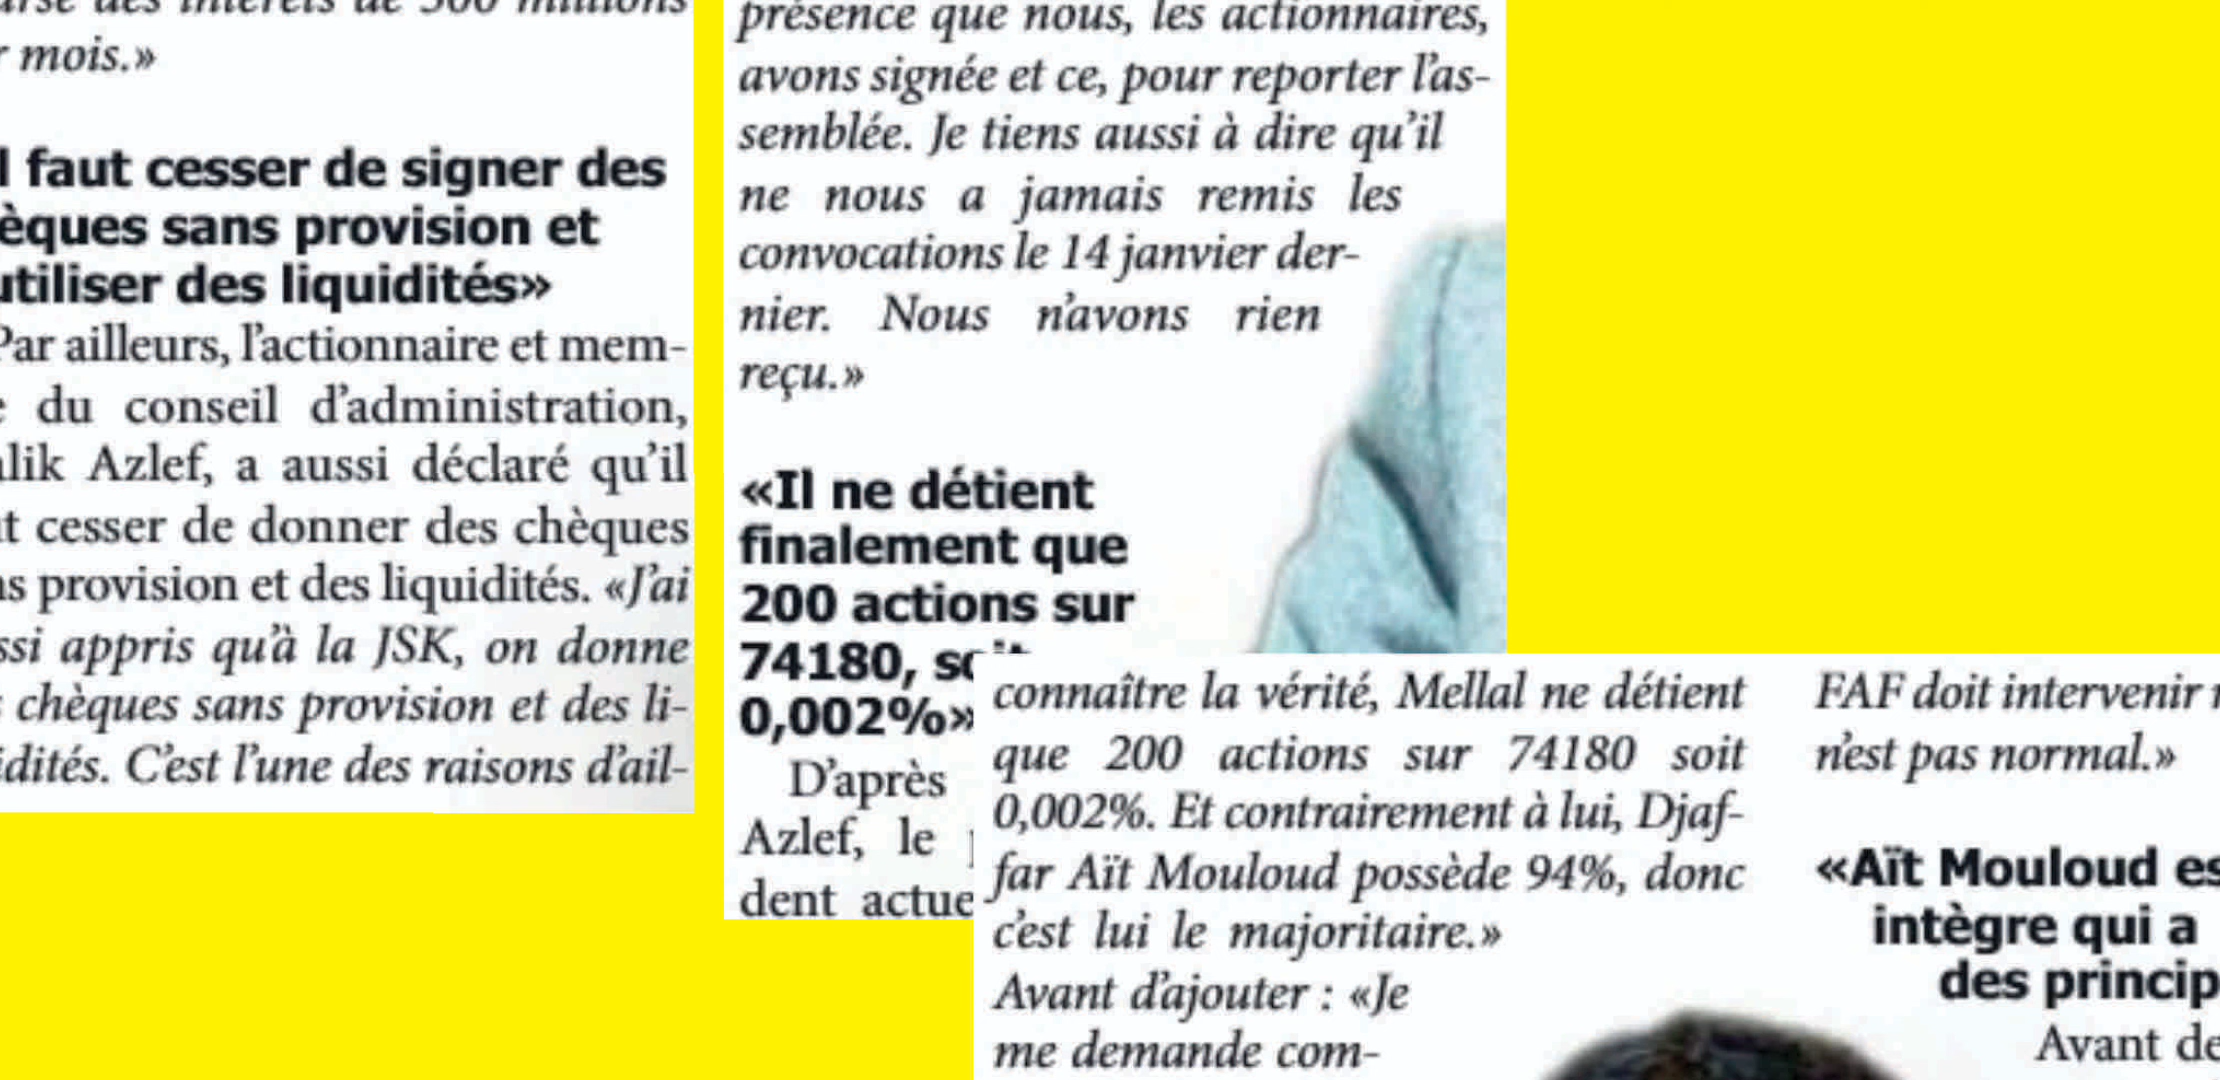 des intérêts de 500 millions
mois.»
faut cesser de signer des
èques sans provision et
utiliser des liquidités»
Par ailleurs, l'actionnaire et mem-
du conseil d'administration,
lik Azlef, a aussi déclaré qu'il
cesser de donner des chèques
provision et des liquidités. «J'ai
ssi appris qu'à la JSK, on donne
chèques sans provision et des li-
idités. C'est l'une des raisons d'ail-
présence que nous, les actionnaires,
avons signée et ce, pour reporter l'as-
semblée. Je tiens aussi à dire qu'il
ne nous a jamais remis les
convocations le 14 janvier der-
nier. Nous n'avons rien
reçu.»
«Il ne détient
finalement que
200 actions sur
74180, soit
0,002%»
D'après
Azlef, le
dent actue
connaître la vérité, Mellal ne détient
que 200 actions sur 74180 soit
0,002%. Et contrairement à lui, Djaf-
far Aït Mouloud possède 94%, donc
c'est lui le majoritaire.»
Avant d'ajouter : «Je
me demande com-
FAF doit intervenir
n'est pas normal.»
«Aït Mouloud es
intègre qui a
des princip
Avant de